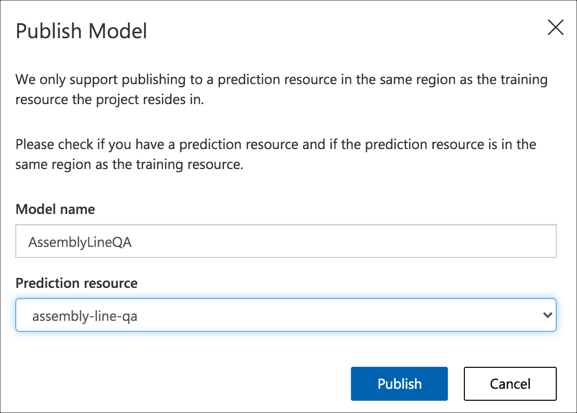 Publish Model
We only support publishing to a prediction resource in the same region as the training
resource the project resides in.
Please check if you have a prediction resource and if the prediction resource is in the
same region as the training resource.
Model name
AssemblyLineQA
Prediction resource
assembly-line-qa
Publish
Cancel